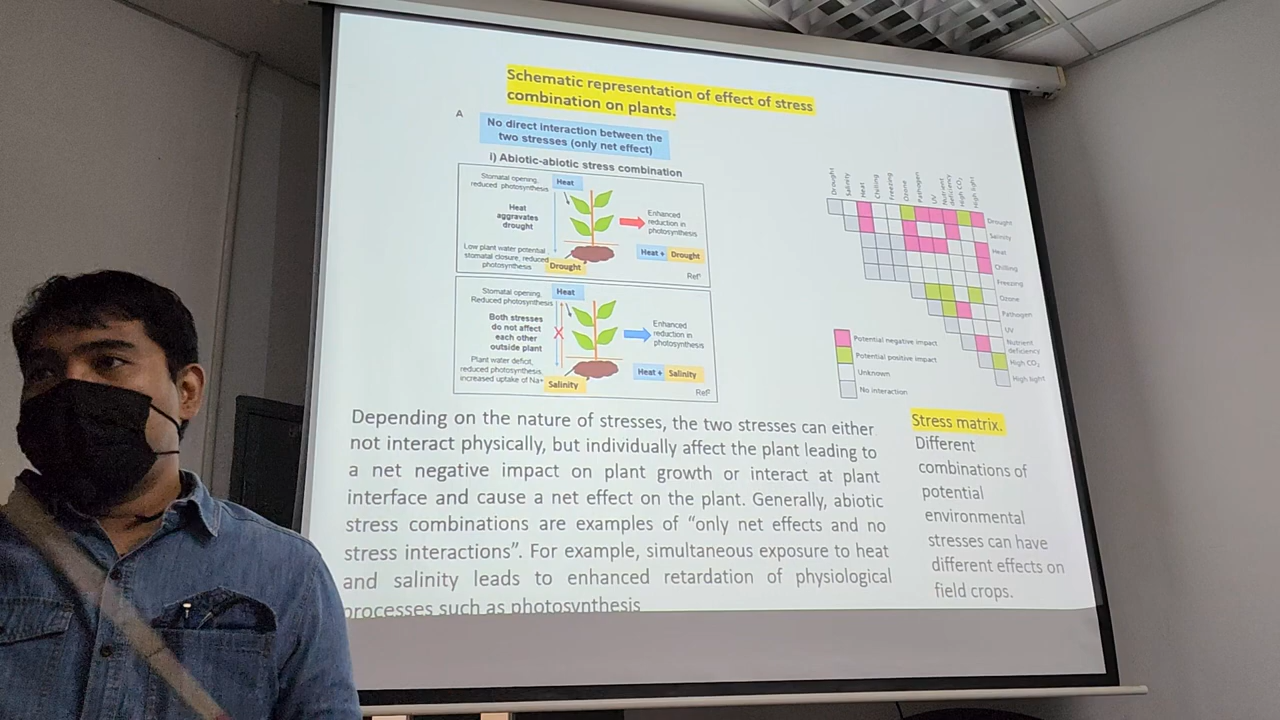 Schematic representation of effect of stress
combination on plants.
A
No direct interaction between the
two stresses (only net effect)
i) Abiotic-abiotic stress combination
Stomatal opening,
reduced photosynthesis
Heat
Heat
aggravates
drought
Enhanced
reduction in
photosynthesis
Low plant water potential,
stomatal closure, reduced
photosynthesis
Drought
Heat + Drought
Ref¹
Stomatal opening,
Reduced photosynthesis
Heat
Both stresses
do not affect
each other
outside plant
Enhanced
reduction in
photosynthesis
Plant water deficit,
reduced photosynthesis,
increased uptake of Na+
Salinity
Heat + Salinity
Ref²
Drought
Salinity
Heat
Chilling
Freezing
Ozone
Pathogen
UV
Nutrient
deficiency
High CO₂
High light
Drought
Salinity
Heat
Chilling
Freezing
Ozone
Pathogen
UV
Nutrient
deficiency
High CO₂
High light
Potential negative impact
Potential positive impact
Unknown
No interaction
Depending on the nature of stresses, the two stresses can either
not interact physically, but individually affect the plant leading to
a net negative impact on plant growth or interact at plant
interface and cause a net effect on the plant. Generally, abiotic
stress combinations are examples of “only net effects and no
stress interactions”. For example, simultaneous exposure to heat
and salinity leads to enhanced retardation of physiological
processes such as photosynthesis
Stress matrix.
Different
combinations of
potential
environmental
stresses can have
different effects on
field crops.